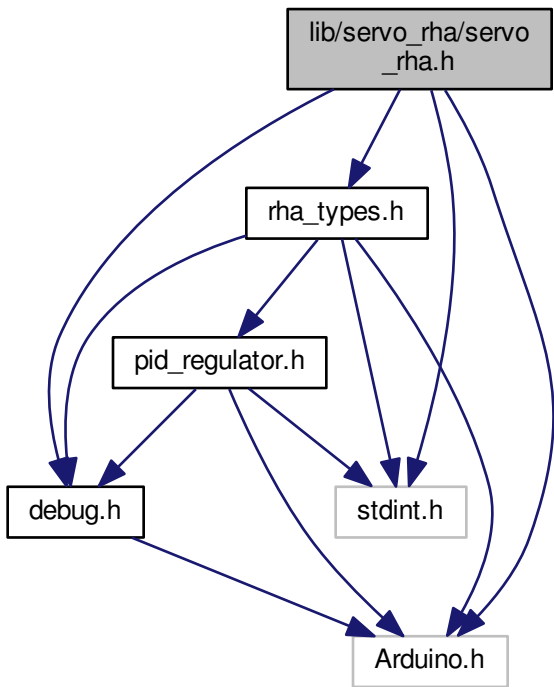 lib/servo_rha/servo
_rha.h
rha_types.h
pid_regulator.h
debug.h
stdint.h
Arduino.h